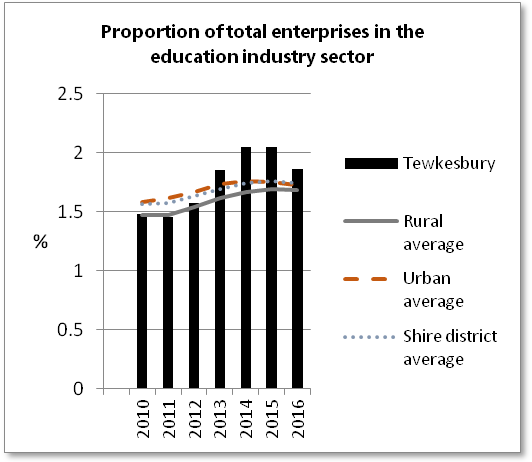 Proportion of total enterprises in the
education industry sector
2.5
2
1.5
1
0.5
0
%
2010
2011
2012
2013
2014
2015
2016
Tewkesbury
Rural
average
Urban
average
Shire district
average